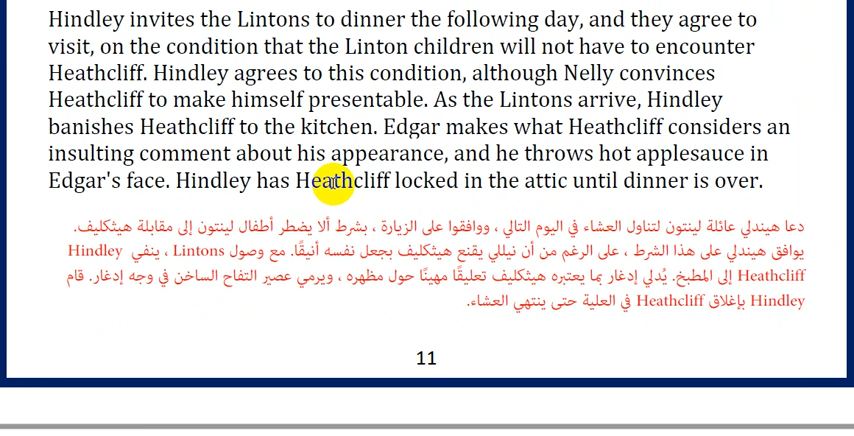 Hindley invites the Lintons to dinner the following day, and they agree to
visit, on the condition that the Linton children will not have to encounter
Heathcliff. Hindley agrees to this condition, although Nelly convinces
Heathcliff to make himself presentable. As the Lintons arrive, Hindley
banishes Heathcliff to the kitchen. Edgar makes what Heathcliff considers an
insulting comment about his appearance, and he throws hot applesauce in
Edgar's face. Hindley has Heathcliff locked in the attic until dinner is over.
دعا هيندلي عائلة لينتون لتناول العشاء في اليوم التالي ، ووافقوا على الزيارة ، بشرط ألا يضطر أطفال لينتون إلى مقابلة هيثكليف.
يوافق هيندلي على هذا الشرط ، على الرغم من أن نيللي يقنع هيثكليف بجعل نفسه أنيقًا. مع وصول Lintons ، ينفي Hindley
Heathcliff إلى المطبخ. يُدلي إدغار بما يعتبره هيثكليف تعليقًا مهينًا حول مظهره ، ويرمي عصير التفاح الساخن في وجه إدغار. قام
Hindley بإغلاق Heathcliff في العلية حتى ينتهي العشاء.
11